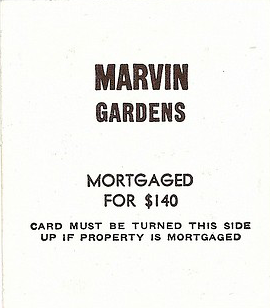 MARVIN
GARDENS
MORTGAGED
FOR $140
CARD MUST BE TURNED THIS SIDE
UP IF PROPERTY IS MORTGAGED